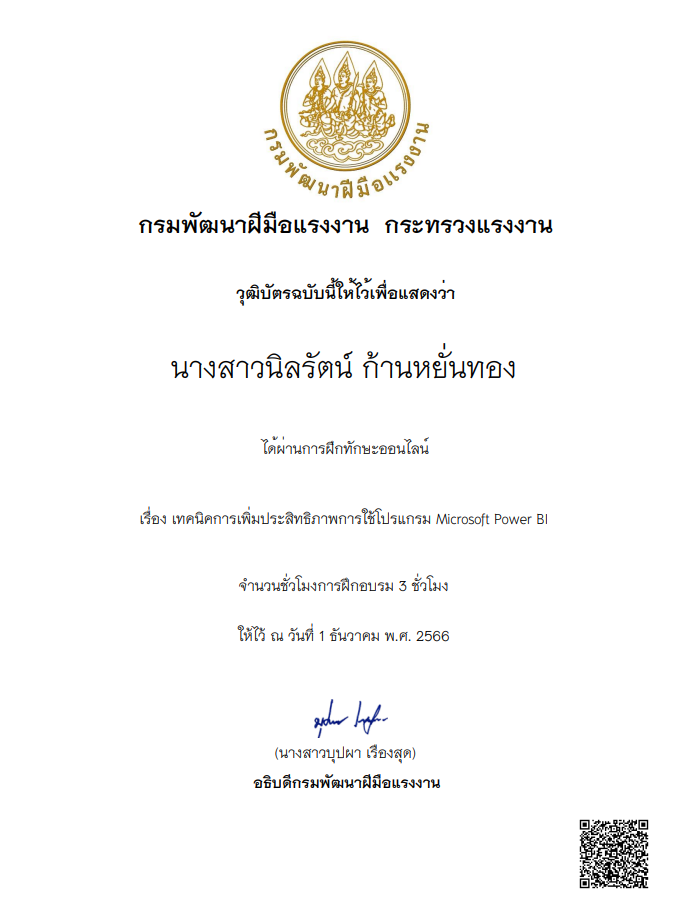 กรมพัฒนาฝีมือแรงงาน
กรมพัฒนาฝีมือแรงงาน กระทรวงแรงงาน
วุฒิบัตรฉบับนี้ให้ไว้เพื่อแสดงว่า
นางสาวนิลรัตน์ ก้านหยั่นทอง
ได้ผ่านการฝึกทักษะออนไลน์
เรื่อง เทคนิคการเพิ่มประสิทธิภาพการใช้โปรแกรม Microsoft Power BI
จำนวนชั่วโมงการฝึกอบรม 3 ชั่วโมง
ให้ไว้ ณ วันที่ 1 ธันวาคม พ.ศ. 2566
(นางสาวบุปผา เรืองสุด)
อธิบดีกรมพัฒนาฝีมือแรงงาน